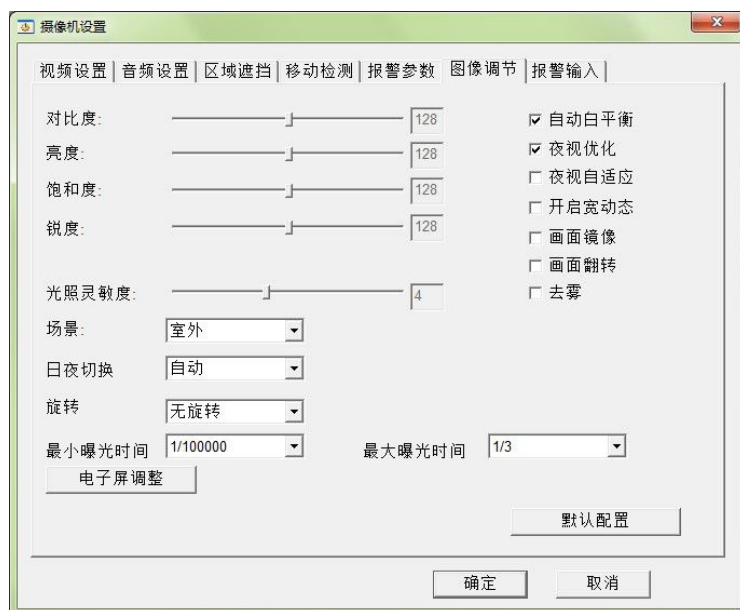 摄像机设置
视频设置 音频设置 区域遮挡 移动检测 报警参数 图像调节 报警输入
对比度: 128 自动白平衡
亮度: 128 夜视优化
饱和度: 128 夜视自适应
锐度: 128 开启宽动态
画面镜像
画面翻转
光照灵敏度: 4 去雾
场景: 室外
日夜切换 自动
旋转 无旋转
最小曝光时间 1/100000 最大曝光时间 1/3
电子屏调整
默认配置
确定 取消